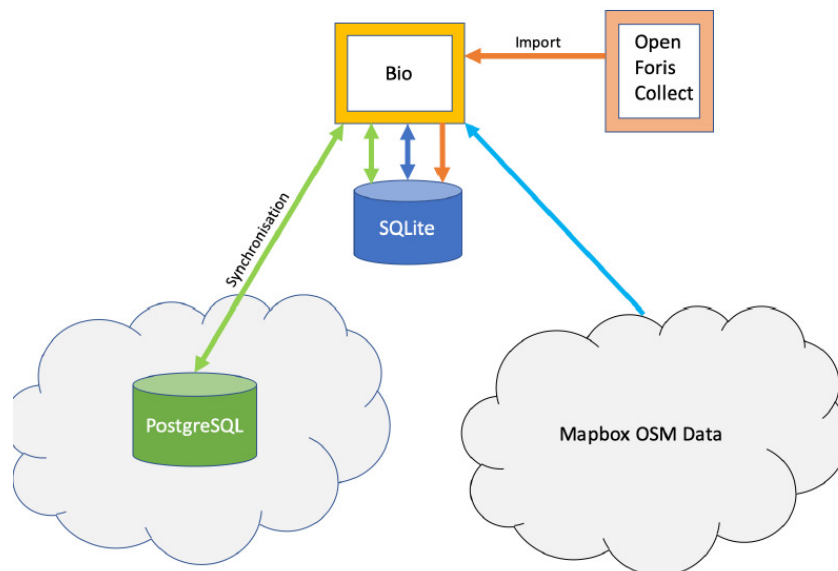 Import
Open
Foris
Collect
Bio
SQLite
Synchronisation
PostgreSQL
Mapbox OSM Data